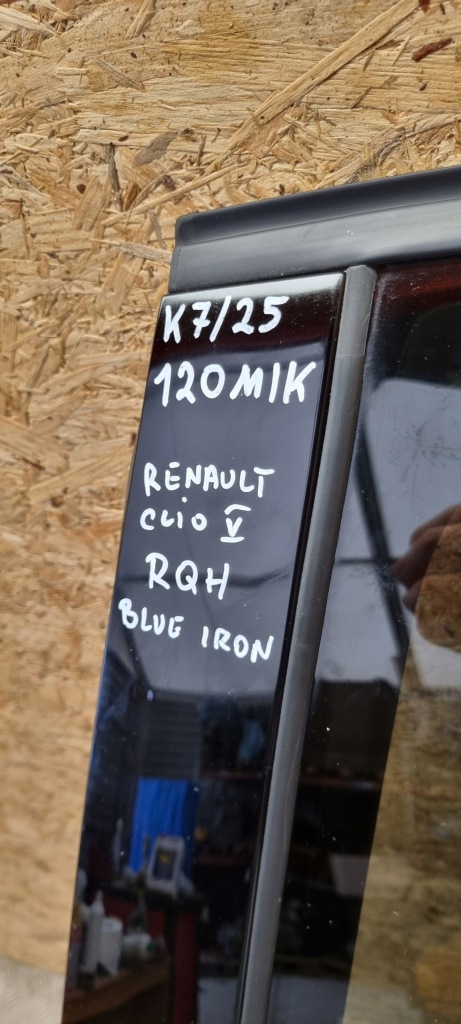 K7/25
120MIK
RENAULT
CLIO V
RQH
BLUE IRON